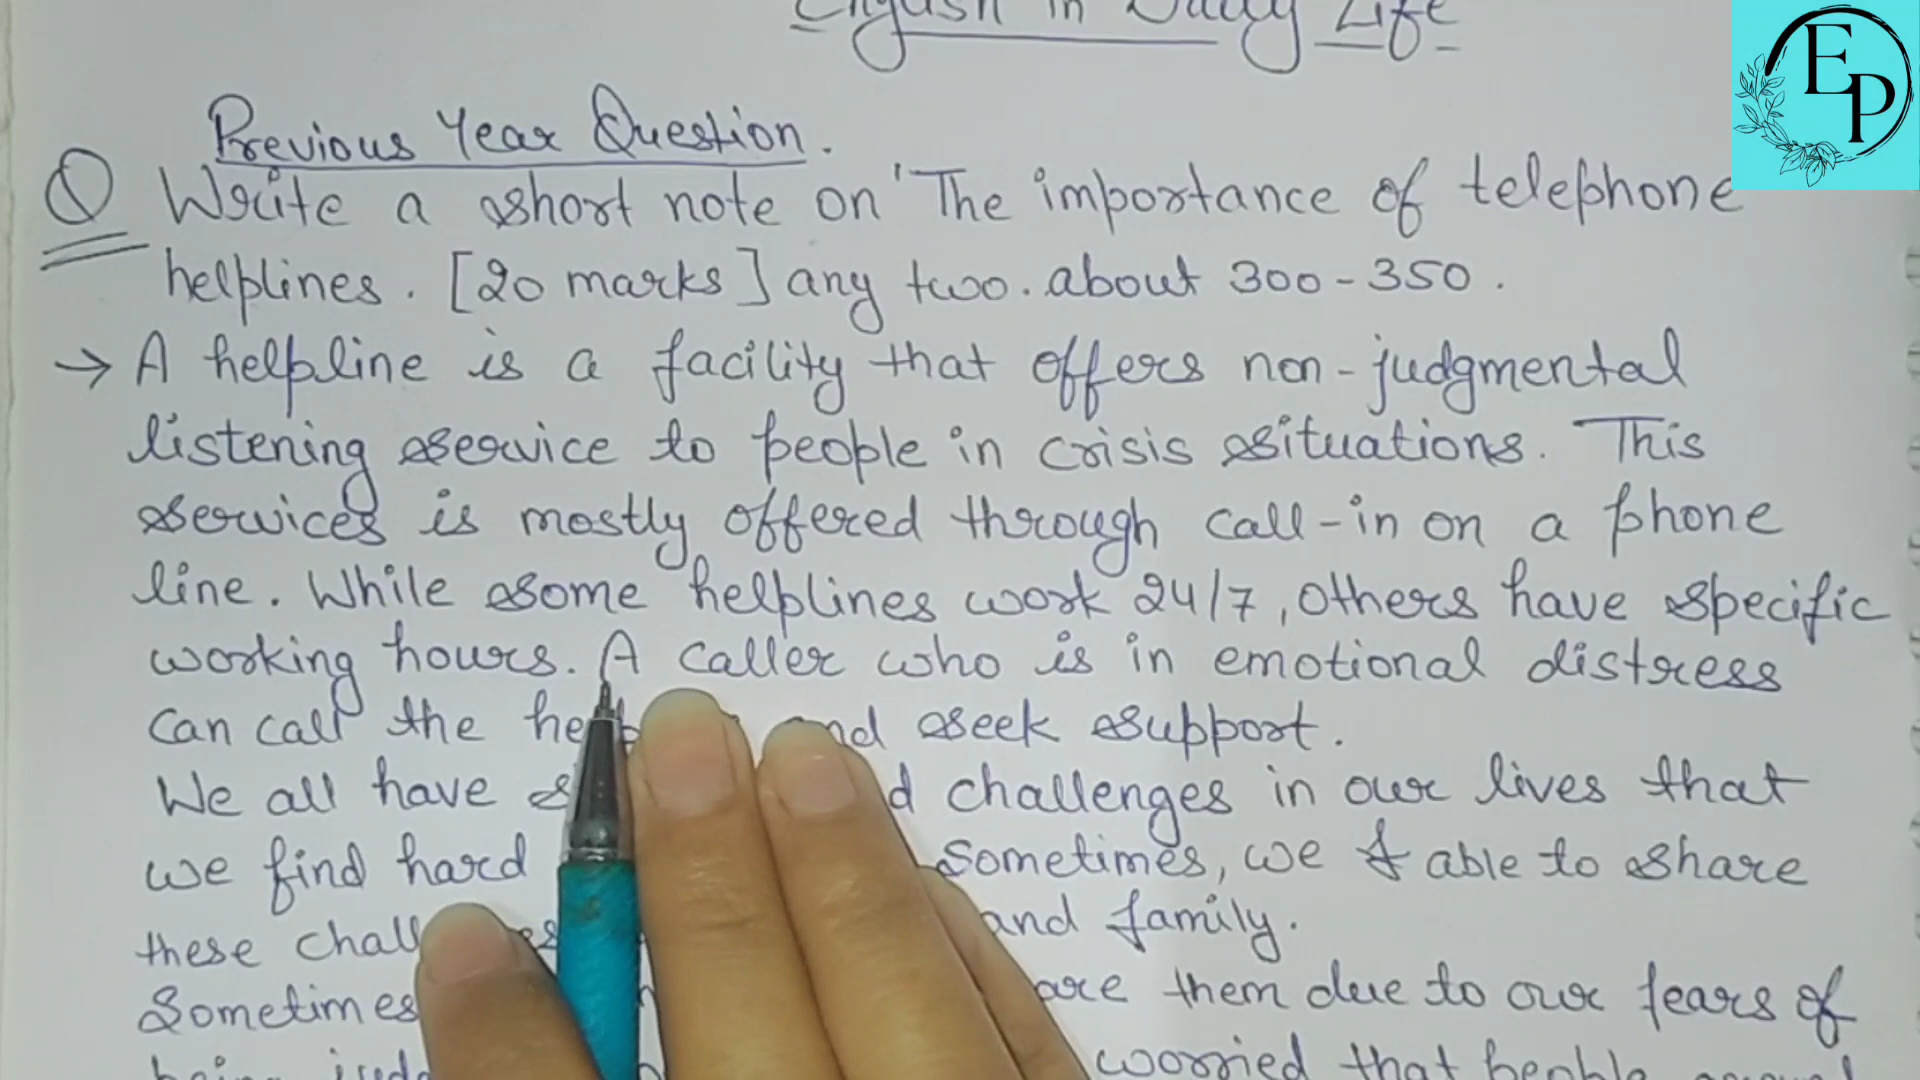 English in Daily Life
EP
Previous Year Question.
Q Write a short note on 'The importance of telephone
helplines. [20 marks] any two. about 300-350.
→ A helpline is a facility that offers non-judgmental
listening service to people in crisis situations. This
services is mostly offered through call-in on a phone
line. While some helplines work 24/7, others have specific
working hours. A caller who is in emotional distress
can call the and seek support.
We all have challenges in our lives that
we find hard Sometimes, we able to share
these and family.
Sometimes them due to our fears of
worried that people